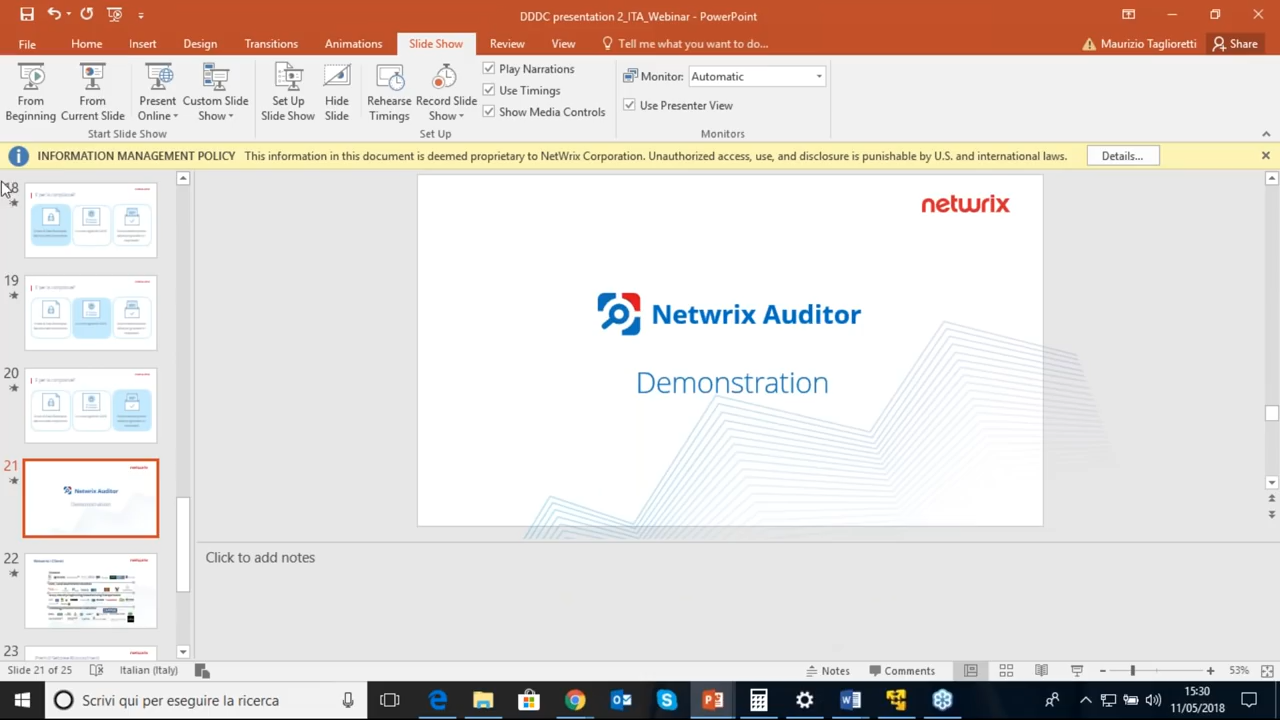 DDDC presentation 2_ITA_Webinar - PowerPoint
File Home Insert Design Transitions Animations Slide Show Review View Tell me what you want to do... Maurizio Taglioretti Share
From Beginning
From Current Slide
Present Online
Custom Slide Show
Set Up Slide Show
Hide Slide
Rehearse Timings
Record Slide Show
Play Narrations
Use Timings
Show Media Controls
Monitor: Automatic
Use Presenter View
Start Slide Show
Set Up
Monitors
INFORMATION MANAGEMENT POLICY This information in this document is deemed proprietary to NetWrix Corporation. Unauthorized access, use, and disclosure is punishable by U.S. and international laws. Details...
18
19
20
21
Netwrix Auditor
Demonstration
22
23
netwrix
Netwrix Auditor
Demonstration
Click to add notes
Slide 21 of 25 Italian (Italy) Notes Comments 53%
Scrivi qui per eseguire la ricerca
15:30
11/05/2018